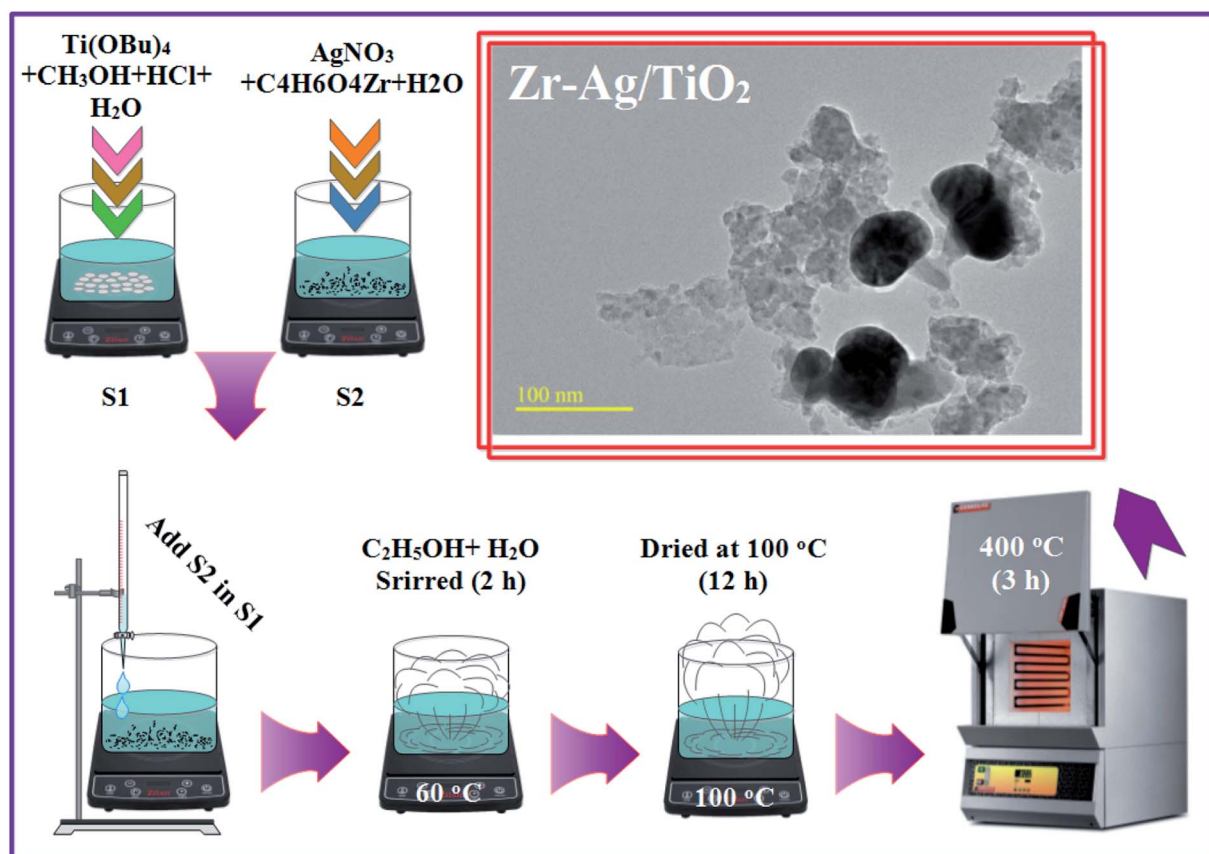 Ti(OBu)₄
+CH₃OH+HCl+
H₂O
AgNO₃
+C4H6O4Zr+H2O
Zr-Ag/TiO₂
100 nm
S1
S2
Add S2 in S1
C₂H₅OH+ H₂O
Srirred (2 h)
60 °C
Dried at 100 °C
(12 h)
100 °C
400 °C
(3 h)